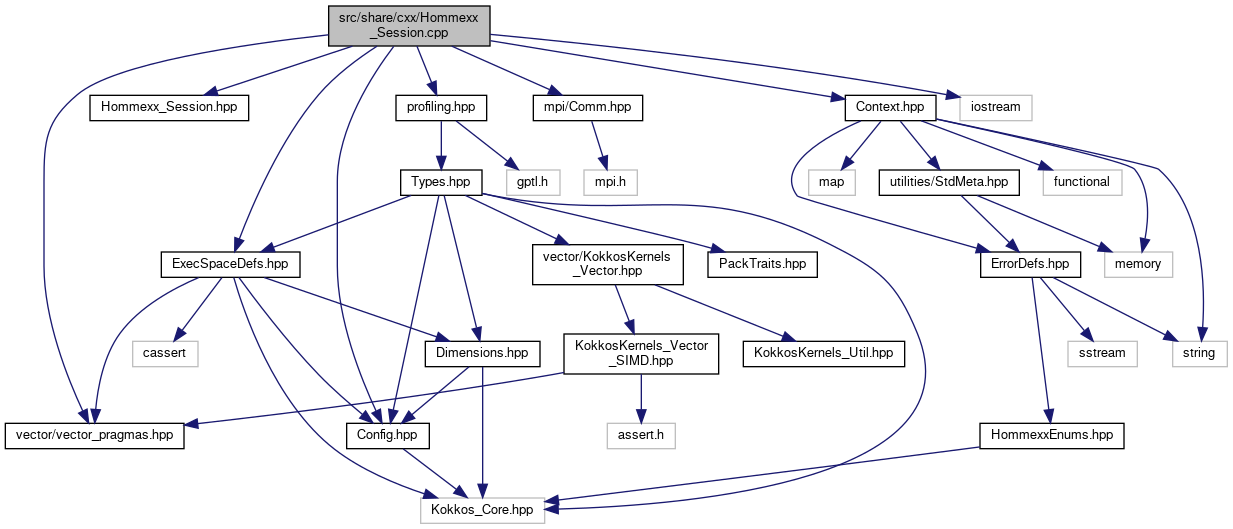 src/share/cxx/Hommexx
_Session.cpp
Hommexx_Session.hpp
profiling.hpp
mpi/Comm.hpp
Context.hpp
iostream
Types.hpp
gptl.h
mpi.h
map
utilities/StdMeta.hpp
functional
ExecSpaceDefs.hpp
vector/KokkosKernels
_Vector.hpp
PackTraits.hpp
ErrorDefs.hpp
memory
cassert
Dimensions.hpp
KokkosKernels_Vector
_SIMD.hpp
KokkosKernels_Util.hpp
sstream
string
vector/vector_pragmas.hpp
Config.hpp
assert.h
HommexxEnums.hpp
Kokkos_Core.hpp